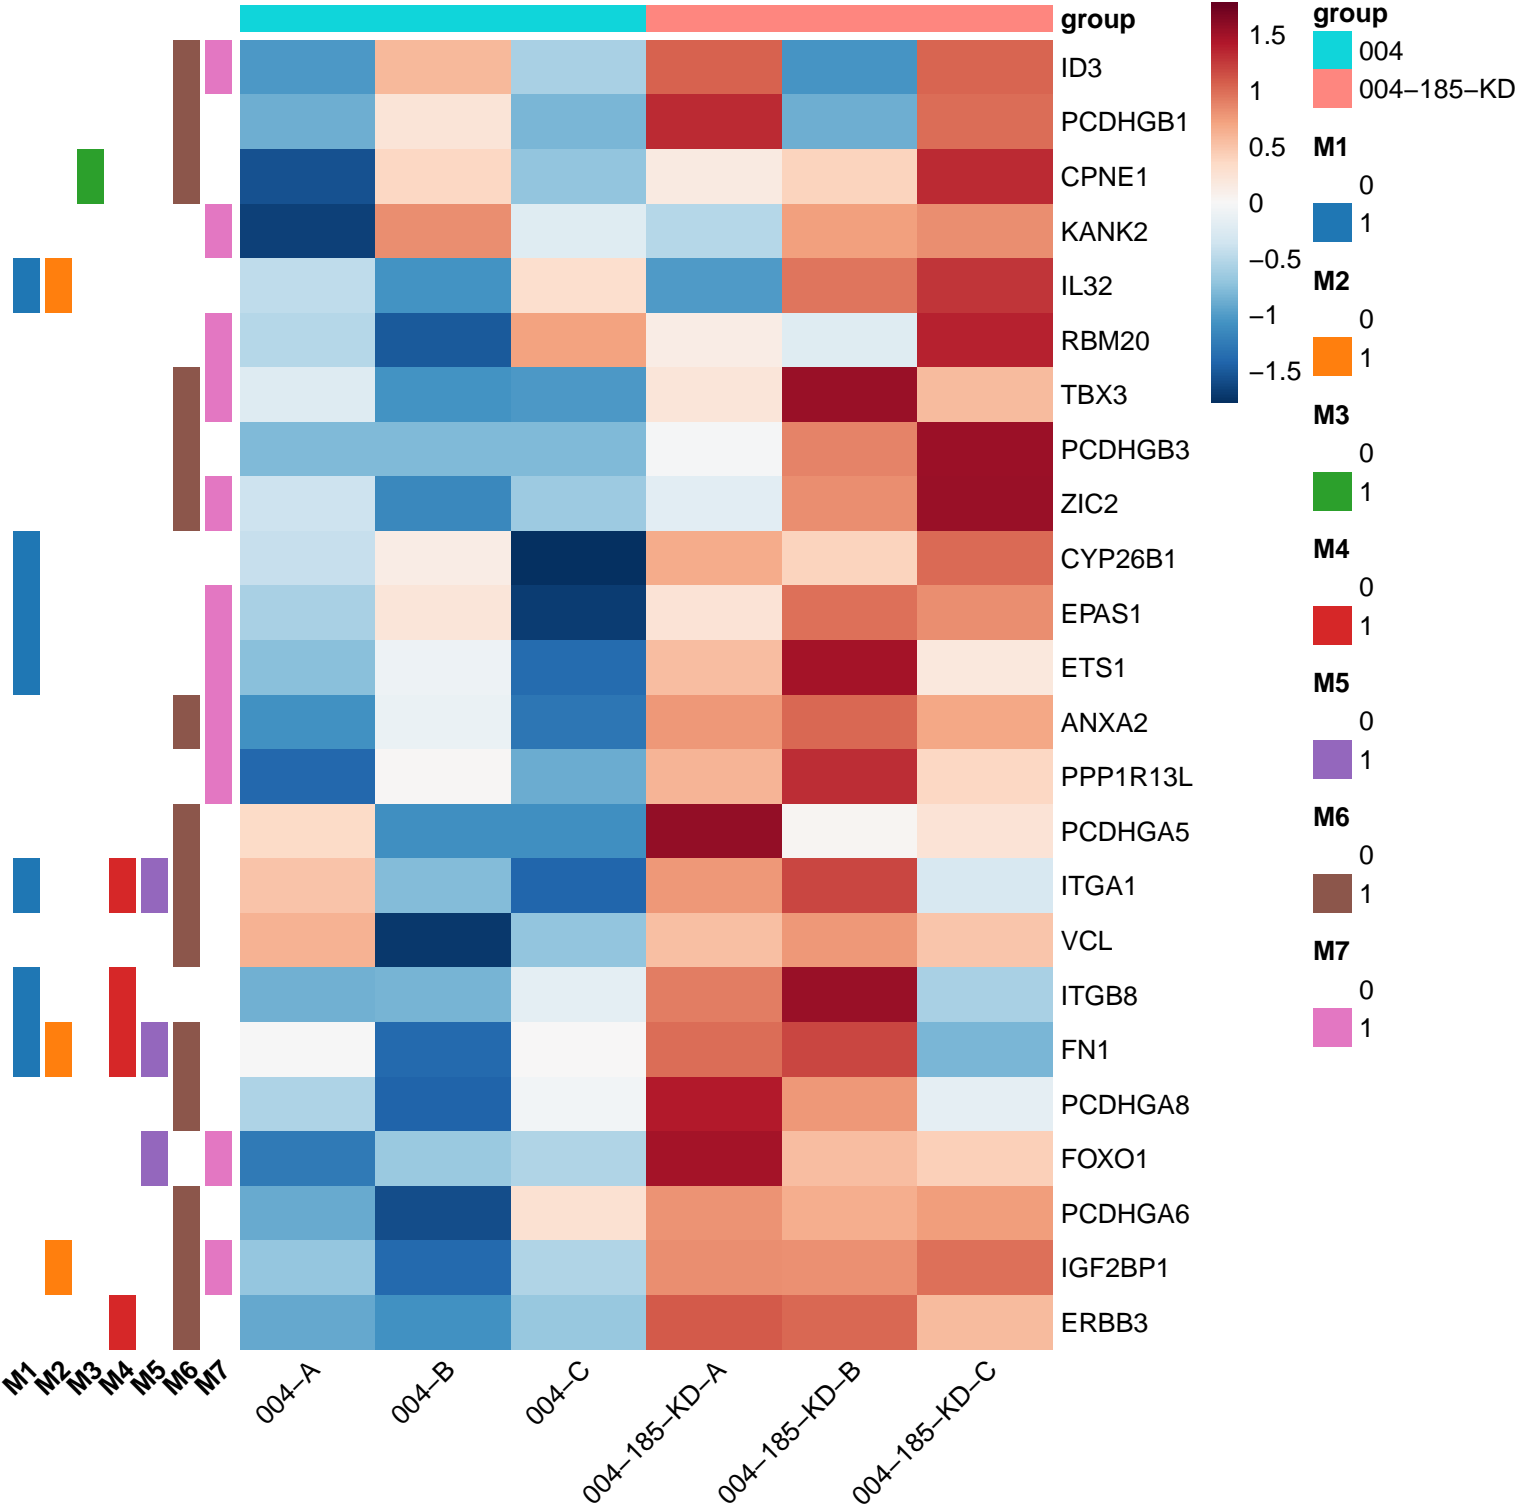 group
ID3
PCDHGB1
CPNE1
KANK2
IL32
RBM20
TBX3
PCDHGB3
ZIC2
CYP26B1
EPAS1
ETS1
ANXA2
PPP1R13L
PCDHGA5
ITGA1
VCL
ITGB8
FN1
PCDHGA8
FOXO1
PCDHGA6
IGF2BP1
ERBB3
M1
M2
M3
M4
M5
M6
M7
004−A
004−B
004−C
004−185−KD−A
004−185−KD−B
004−185−KD−C
1.5
1
0.5
0
−0.5
−1
−1.5
group
004
004−185−KD
M1
0
1
M2
0
1
M3
0
1
M4
0
1
M5
0
1
M6
0
1
M7
0
1